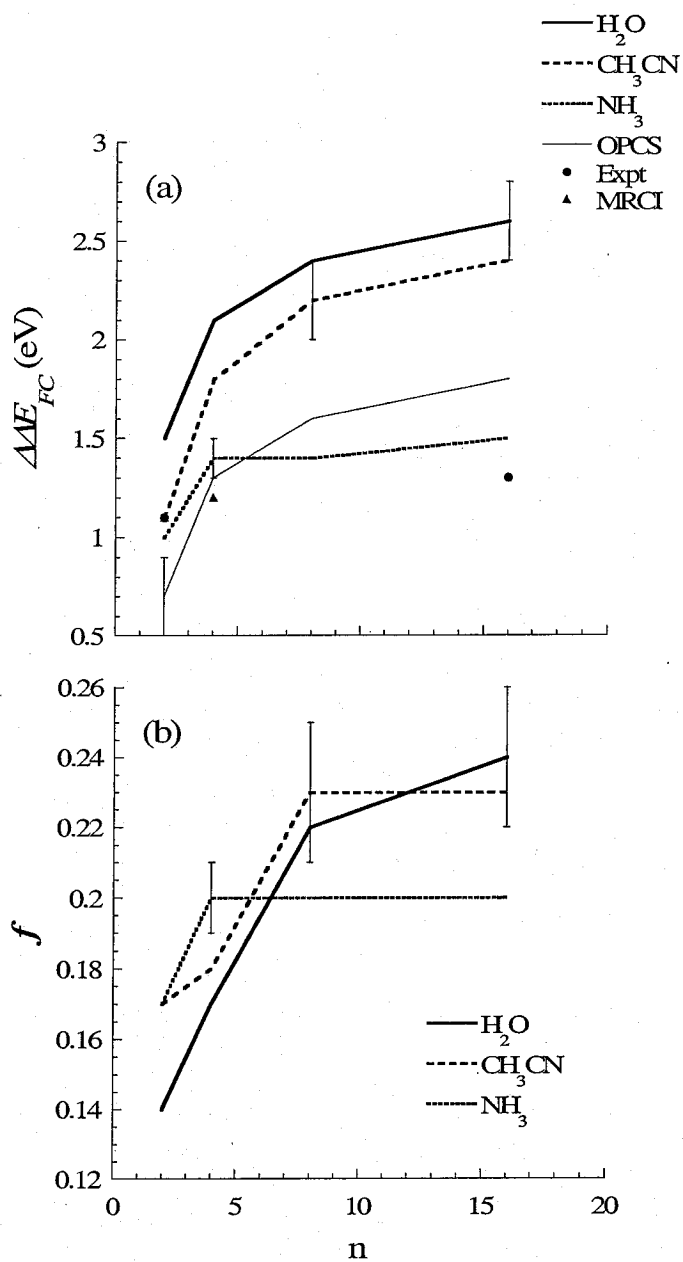 H₂O
CH₃CN
NH₃
OPCS
Expt
MRCI
(a)
3
2.5
2
1.5
1
0.5
ΔΔE_FC (eV)
(b)
0.26
0.24
0.22
0.2
0.18
0.16
0.14
0.12
f
H₂O
CH₃CN
NH₃
0 5 10 15 20
n